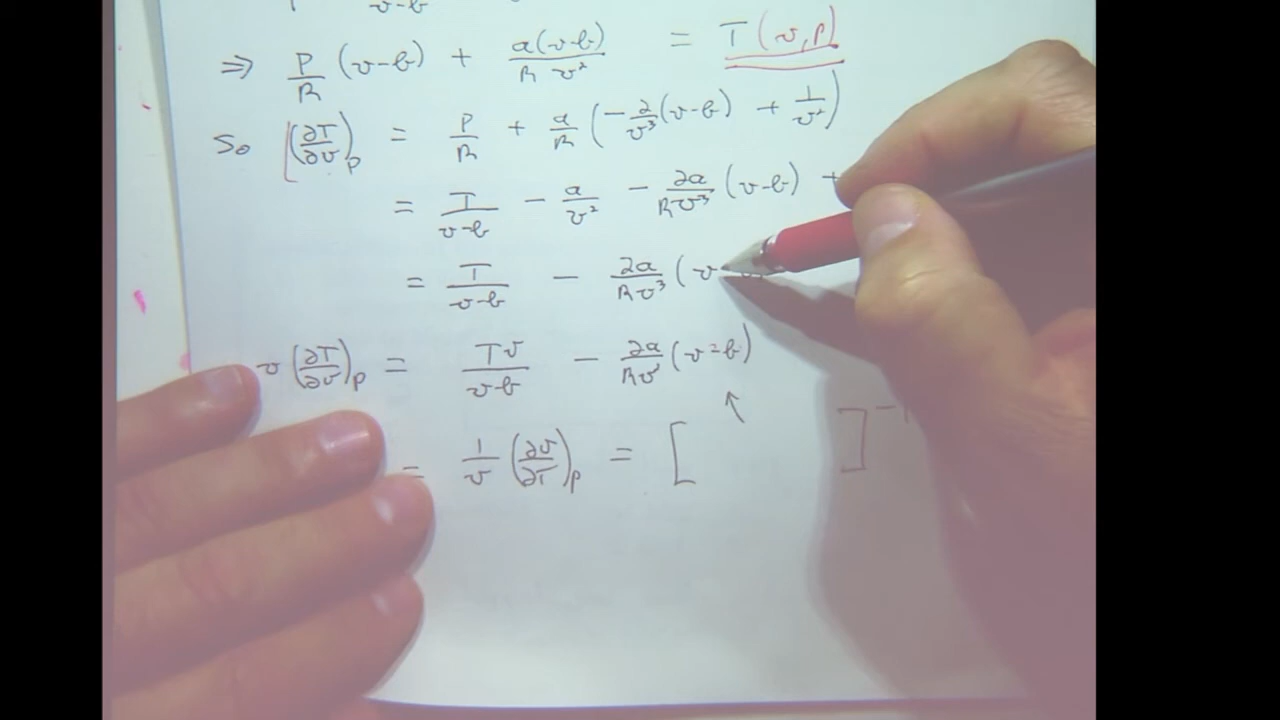 v-b
⇒ P/R (v-b) + a(v-b)/(R v²) = T(v,p)
So (∂T/∂v)_P = P/R + a/R (-2/v³ (v-b) + 1/v²)
= T/(v-b) - a/v² - 2a/(Rv³) (v-b) +
= T/(v-b) - 2a/(Rv³) (v-
v (∂T/∂v)_P = Tv/(v-b) - 2a/(Rv²) (v-b)
↑
= 1/v (∂v/∂T)_P = [ ]⁻¹